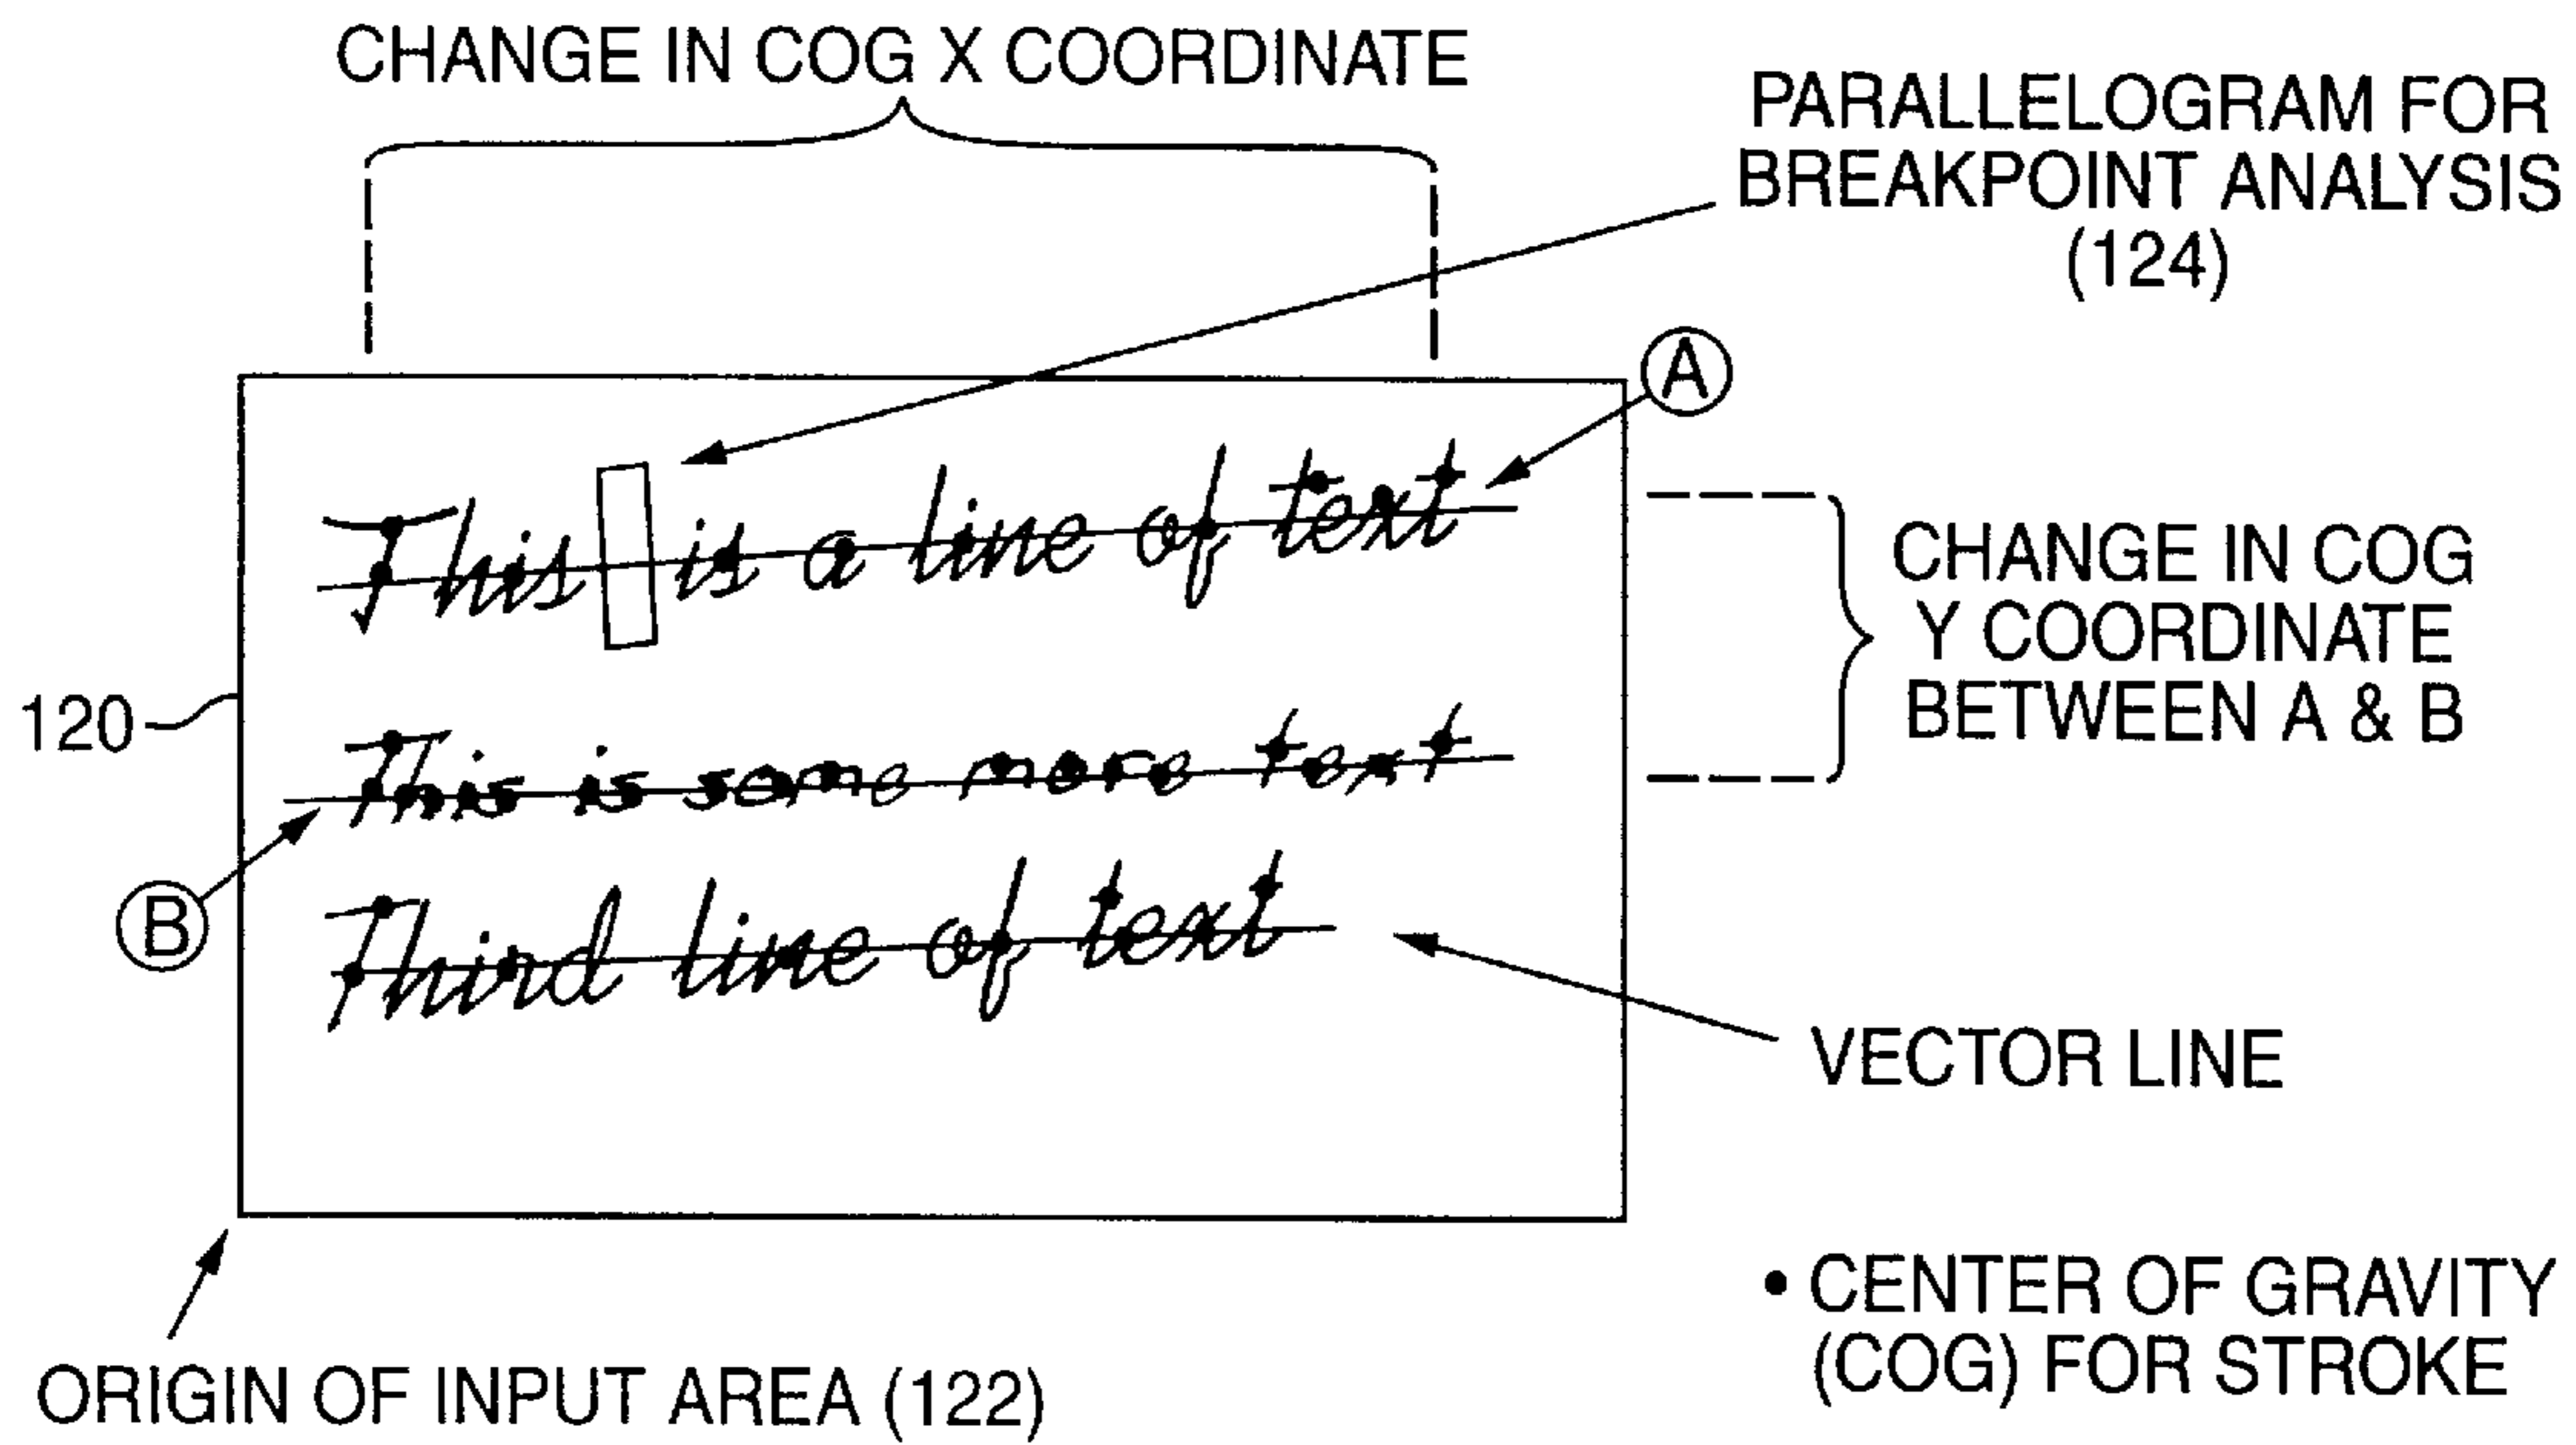 CHANGE IN COG X COORDINATE
PARALLELOGRAM FOR
BREAKPOINT ANALYSIS
(124)
A
This is a line of text
CHANGE IN COG
Y COORDINATE
BETWEEN A & B
120
This is some more text
B
Third line of text
VECTOR LINE
ORIGIN OF INPUT AREA (122)
• CENTER OF GRAVITY
(COG) FOR STROKE